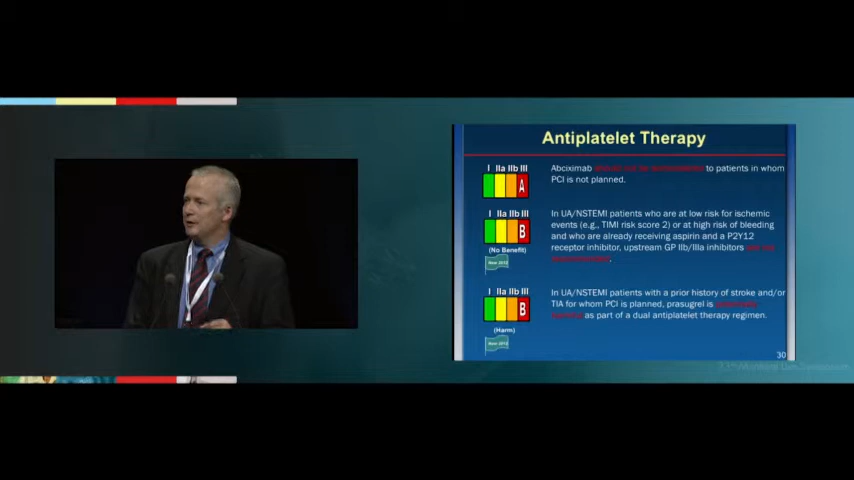 Antiplatelet Therapy
I IIa IIb III
A
Abciximab should not be administered to patients in whom
PCI is not planned.
I IIa IIb III
B
(No Benefit)
New 2012
In UA/NSTEMI patients who are at low risk for ischemic
events (e.g., TIMI risk score 2) or at high risk of bleeding
and who are already receiving aspirin and a P2Y12
receptor inhibitor, upstream GP IIb/IIIa inhibitors are not
recommended.
I IIa IIb III
B
(Harm)
New 2012
In UA/NSTEMI patients with a prior history of stroke and/or
TIA for whom PCI is planned, prasugrel is potentially
harmful as part of a dual antiplatelet therapy regimen.
30